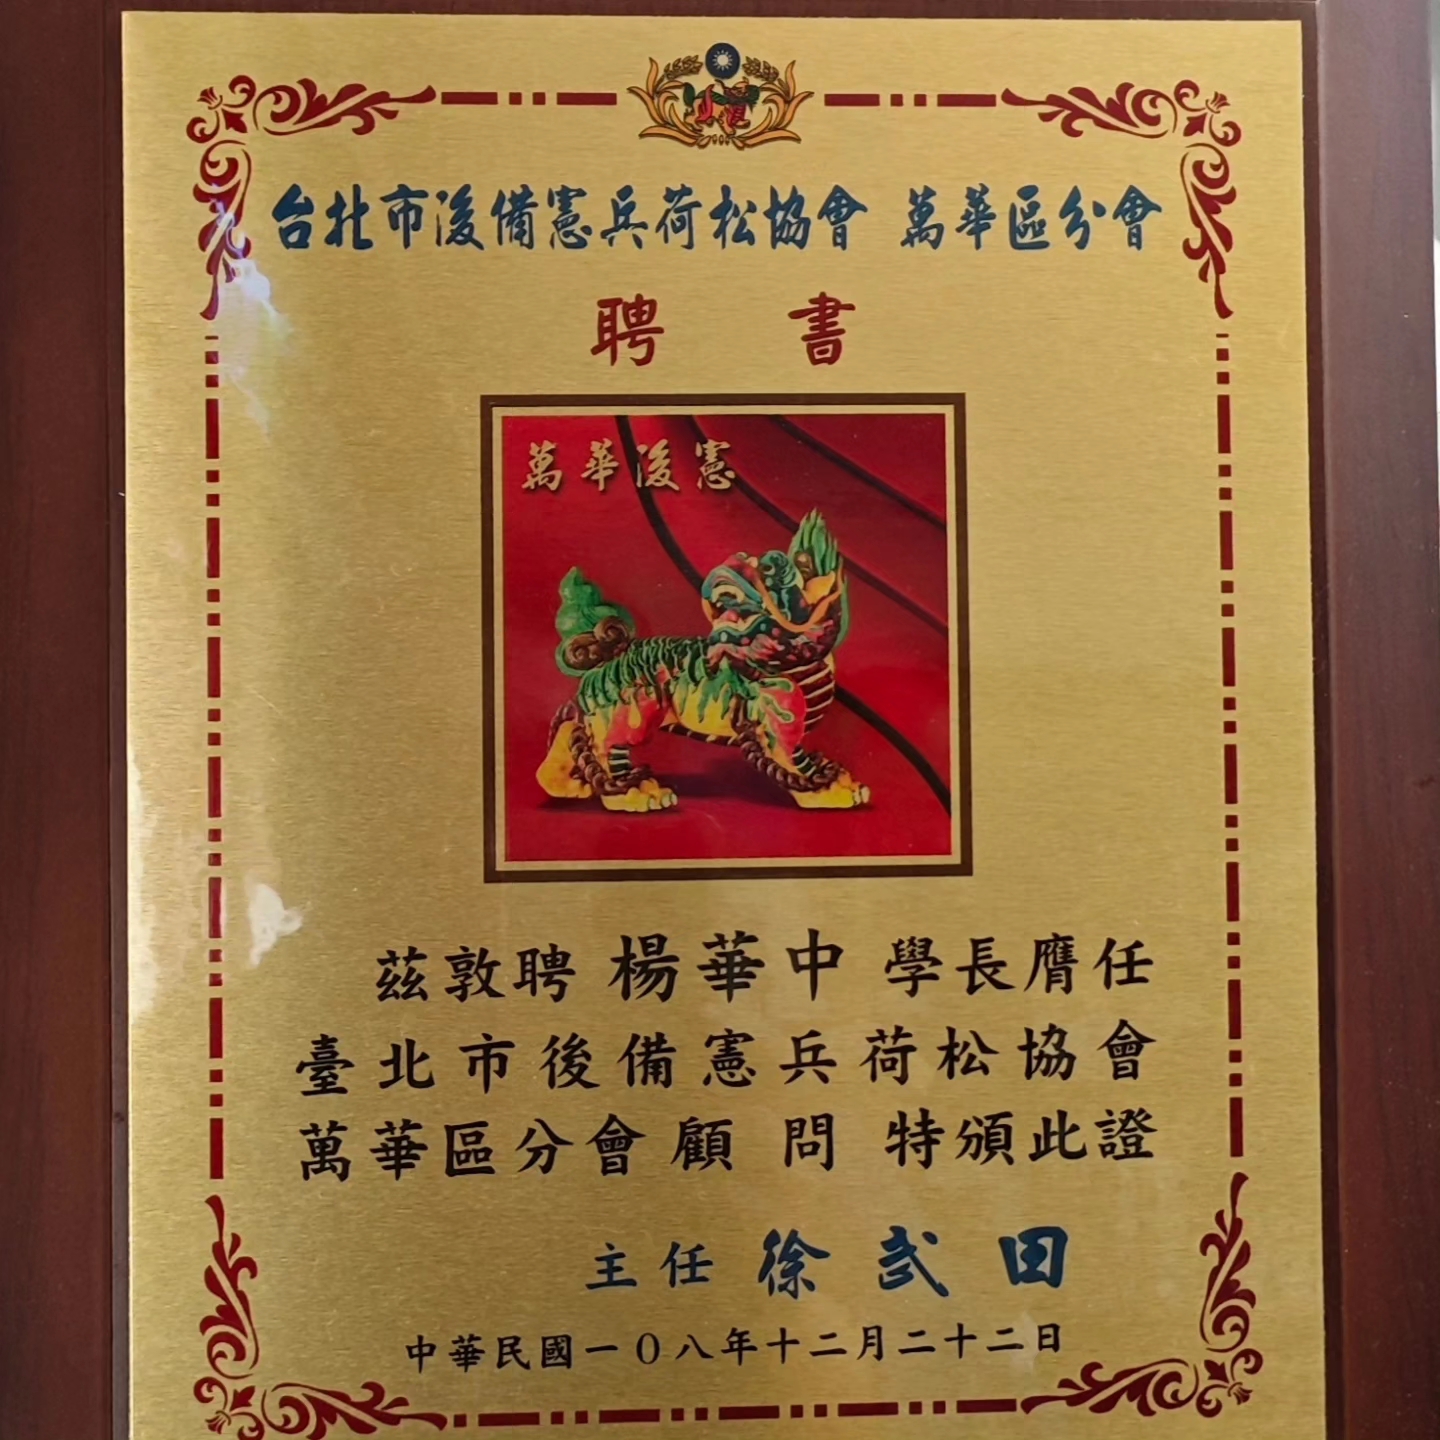 台北市後備憲兵荷松協會 萬華區分會
聘 書
萬華後憲
茲敦聘 楊華中 學長膺任
臺北市後備憲兵荷松協會
萬華區分會 顧 問 特頒此證
主任 徐武田
中華民國一〇八年十二月二十二日